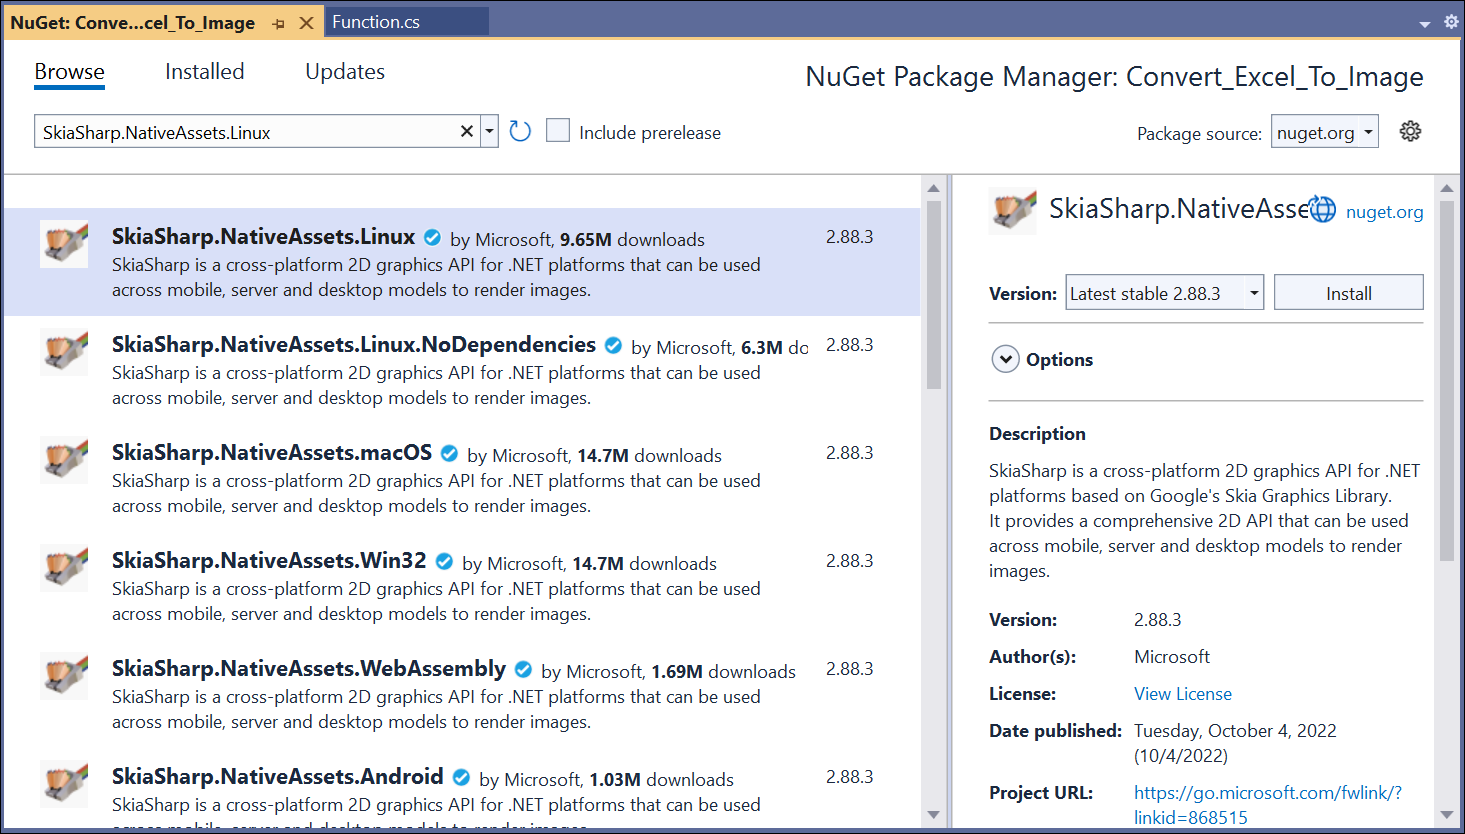 NuGet: Conve...cel_To_Image
Function.cs
Browse
Installed
Updates
NuGet Package Manager: Convert_Excel_To_Image
SkiaSharp.NativeAssets.Linux
Include prerelease
Package source: nuget.org
SkiaSharp.NativeAssets.Linux by Microsoft, 9.65M downloads 2.88.3
SkiaSharp is a cross-platform 2D graphics API for .NET platforms that can be used
across mobile, server and desktop models to render images.
SkiaSharp.NativeAssets.Linux.NoDependencies by Microsoft, 6.3M do 2.88.3
SkiaSharp is a cross-platform 2D graphics API for .NET platforms that can be used
across mobile, server and desktop models to render images.
SkiaSharp.NativeAssets.macOS by Microsoft, 14.7M downloads 2.88.3
SkiaSharp is a cross-platform 2D graphics API for .NET platforms that can be used
across mobile, server and desktop models to render images.
SkiaSharp.NativeAssets.Win32 by Microsoft, 14.7M downloads 2.88.3
SkiaSharp is a cross-platform 2D graphics API for .NET platforms that can be used
across mobile, server and desktop models to render images.
SkiaSharp.NativeAssets.WebAssembly by Microsoft, 1.69M downloads 2.88.3
SkiaSharp is a cross-platform 2D graphics API for .NET platforms that can be used
across mobile, server and desktop models to render images.
SkiaSharp.NativeAssets.Android by Microsoft, 1.03M downloads 2.88.3
SkiaSharp is a cross-platform 2D graphics API for .NET platforms that can be used
SkiaSharp.NativeAsse nuget.org
Version: Latest stable 2.88.3 Install
Options
Description
SkiaSharp is a cross-platform 2D graphics API for .NET
platforms based on Google's Skia Graphics Library.
It provides a comprehensive 2D API that can be used
across mobile, server and desktop models to render
images.
Version: 2.88.3
Author(s): Microsoft
License: View License
Date published: Tuesday, October 4, 2022
(10/4/2022)
Project URL: https://go.microsoft.com/fwlink/?
linkid=868515